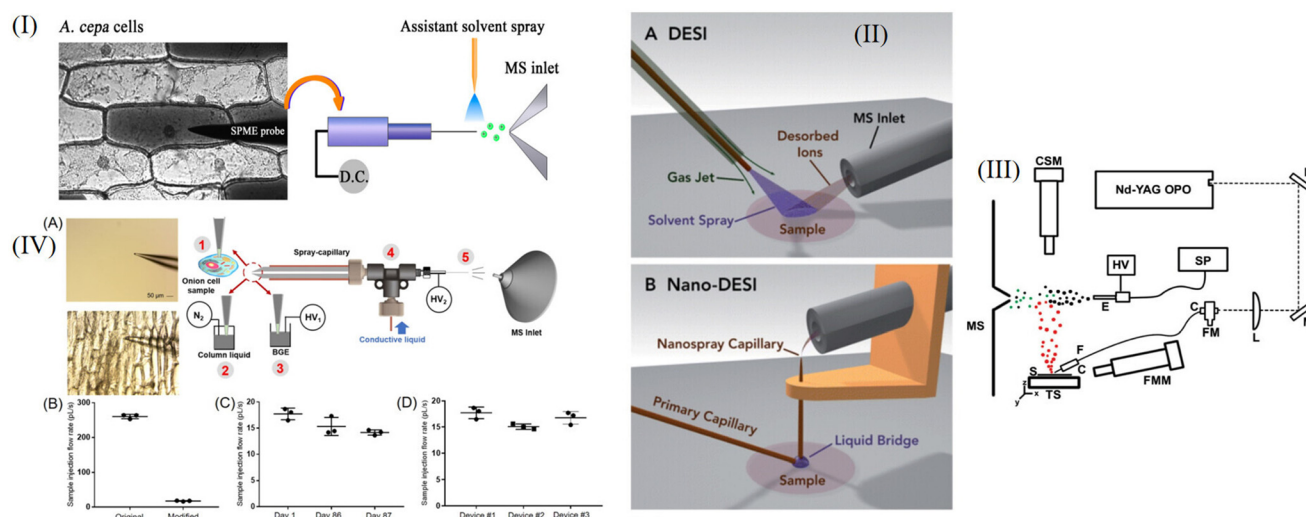 (I)
A. cepa cells
SPME probe
D.C.
Assistant solvent spray
MS inlet
(II)
A DESI
MS Inlet
Desorbed
Ions
Gas Jet
Solvent Spray
Sample
B Nano-DESI
Nanospray Capillary
Primary Capillary
Liquid Bridge
Sample
(III)
CSM
Nd-YAG OPO
HV
SP
MS
E
C
FM
L
F
C
S
TS
FMM
z
y
x
(IV)
(A)
50 µm
1
Onion cell
sample
Spray-capillary
4
5
HV2
MS Inlet
N2
HV1
Column liquid
BGE
Conductive liquid
2
3
(B)
Sample injection flow rate (pL/s)
300
200
100
0
Original
Modified
(C)
Sample injection flow rate (pL/s)
20
15
10
5
0
Day 1
Day 86
Day 87
(D)
Sample injection flow rate (pL/s)
20
15
10
5
0
Device #1
Device #2
Device #3